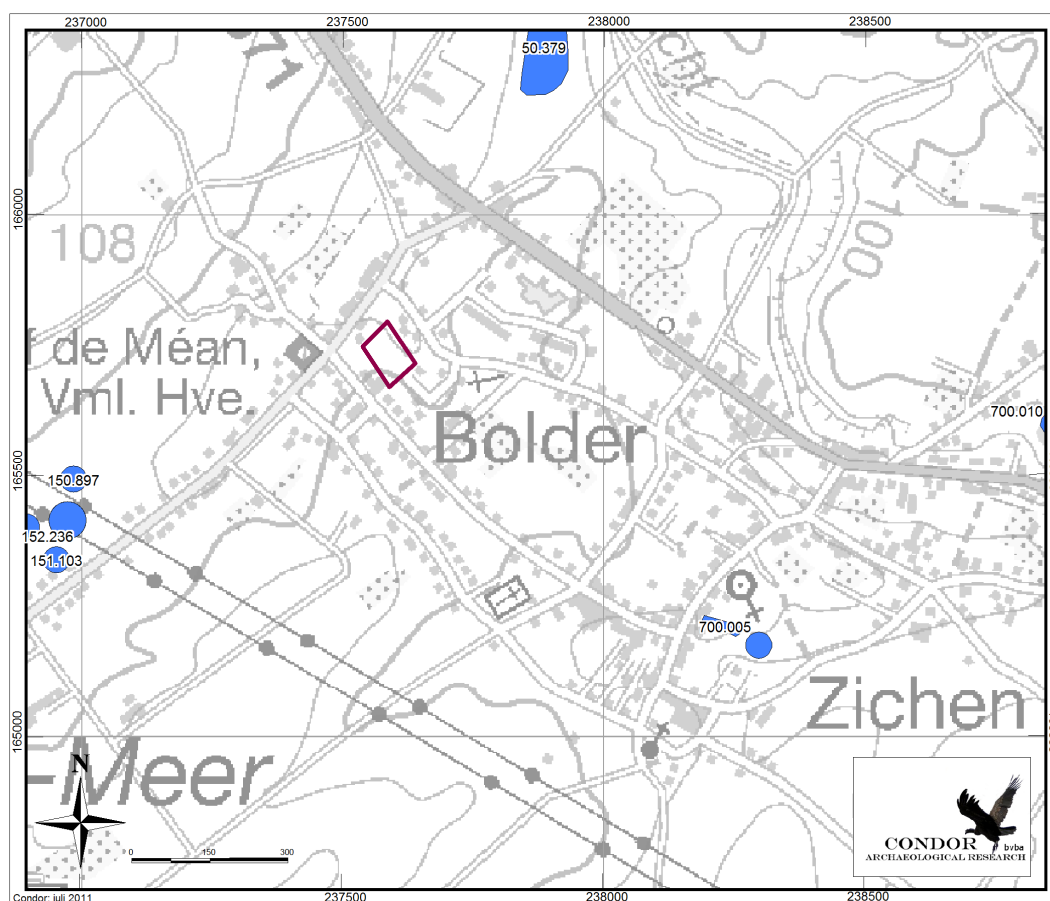 237000
237500
238000
238500
50.379
166000
108
100
f de Méan,
Vml. Hve.
Bolder
700.010
165500
150.897
152.236
151.103
700.005
Zichen
165000
-Meer
N
0
150
300
CONDOR bvba
ARCHAEOLOGICAL RESEARCH
Condor: juli 2011
237500
238000
238500